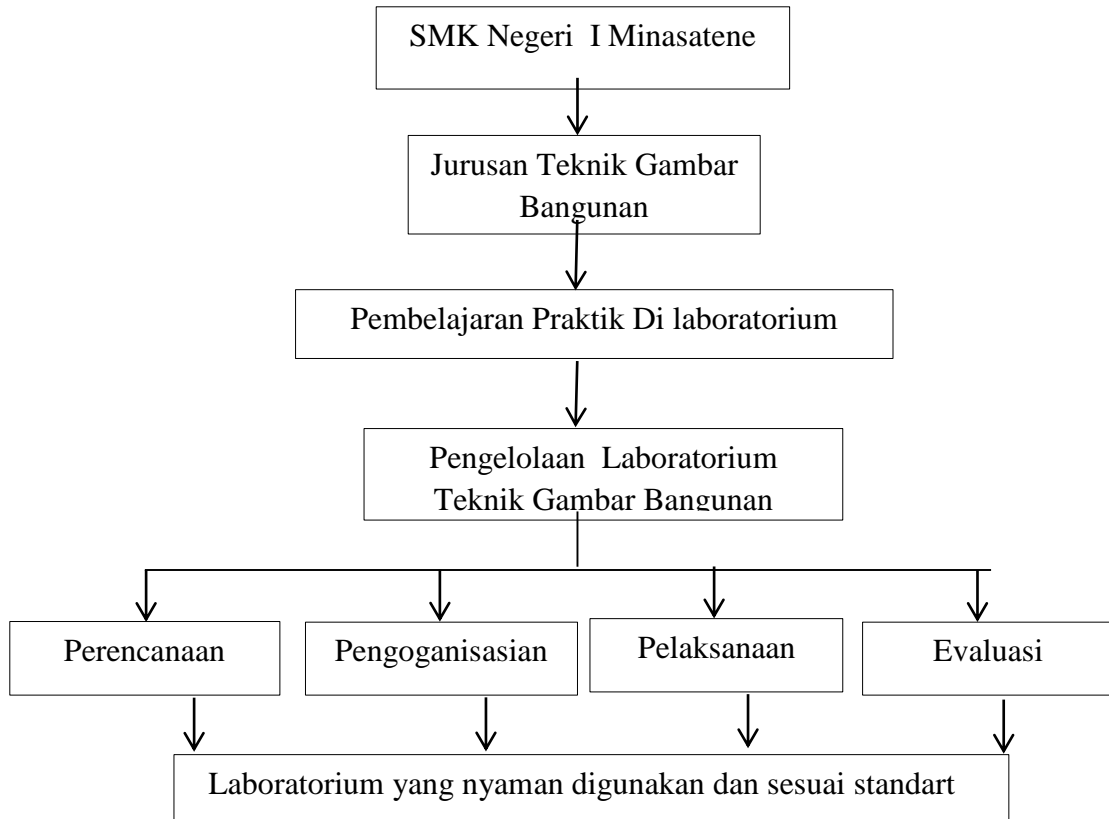 SMK Negeri I Minasatene
Jurusan Teknik Gambar
Bangunan
Pembelajaran Praktik Di laboratorium
Pengelolaan Laboratorium
Teknik Gambar Bangunan
Perencanaan
Pengoganisasian
Pelaksanaan
Evaluasi
Laboratorium yang nyaman digunakan dan sesuai standart